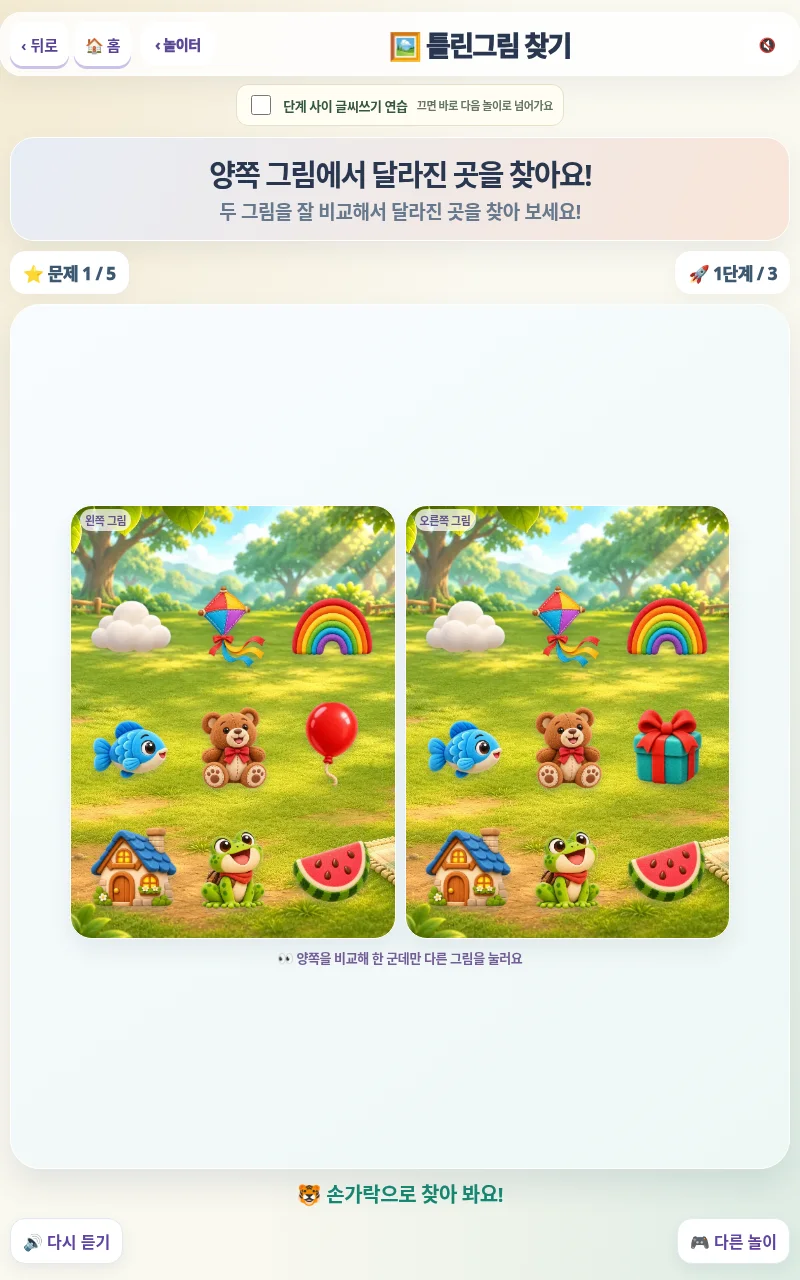 ‹ 뒤로 🏠 홈 ‹ 놀이터 🖼️ 틀린그림 찾기 🔇
단계 사이 글씨쓰기 연습 끄면 바로 다음 놀이로 넘어가요
양쪽 그림에서 달라진 곳을 찾아요!
두 그림을 잘 비교해서 달라진 곳을 찾아 보세요!
⭐ 문제 1 / 5 🚀 1단계 / 3
왼쪽 그림 오른쪽 그림
👀 양쪽을 비교해 한 군데만 다른 그림을 눌러요
🐯 손가락으로 찾아 봐요!
🔊 다시 듣기 🎮 다른 놀이